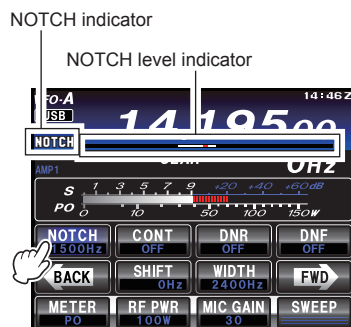 NOTCH indicator
NOTCH level indicator
VFO-A
14:46Z
USB
14,195,00
NOTCH
0Hz
AMP1
S 1 3 5 7 9 +20 +40 +60dB
PO 0 10 50 100 150W
NOTCH CONT DNR DNF
1500Hz OFF OFF OFF
BACK SHIFT WIDTH FWD
0Hz 2400Hz
METER RF PWR MIC GAIN SWEEP
PO 100W 30